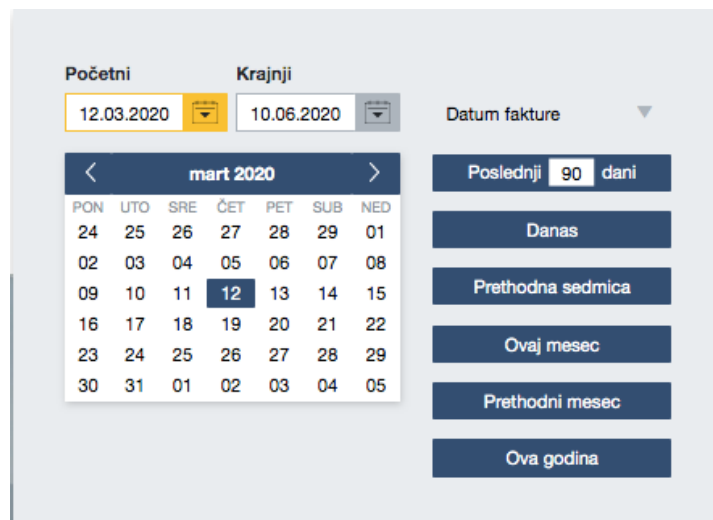 Početni Krajnji
12.03.2020 10.06.2020 Datum fakture
mart 2020
PON UTO SRE ČET PET SUB NED
24 25 26 27 28 29 01
02 03 04 05 06 07 08
09 10 11 12 13 14 15
16 17 18 19 20 21 22
23 24 25 26 27 28 29
30 31 01 02 03 04 05
Poslednji 90 dani
Danas
Prethodna sedmica
Ovaj mesec
Prethodni mesec
Ova godina